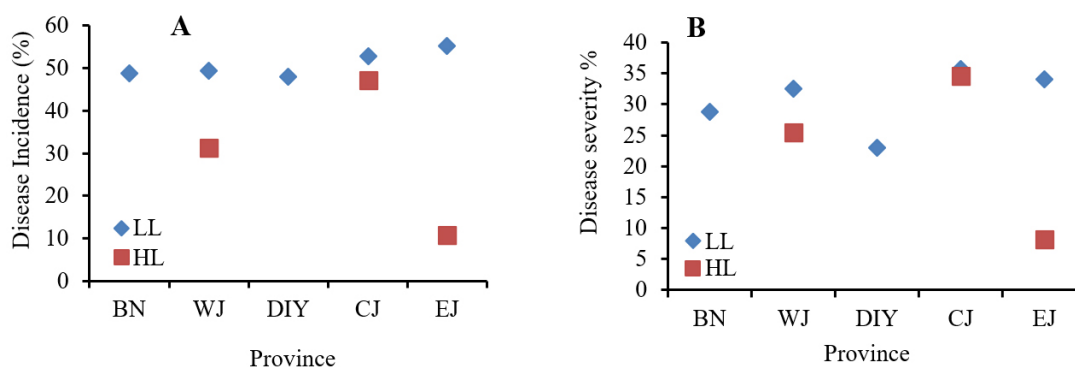 A
Disease Incidence (%)
60
50
40
30
20
10
0
LL
HL
BN WJ DIY CJ EJ
Province
B
Disease severity %
40
35
30
25
20
15
10
5
0
LL
HL
BN WJ DIY CJ EJ
Province